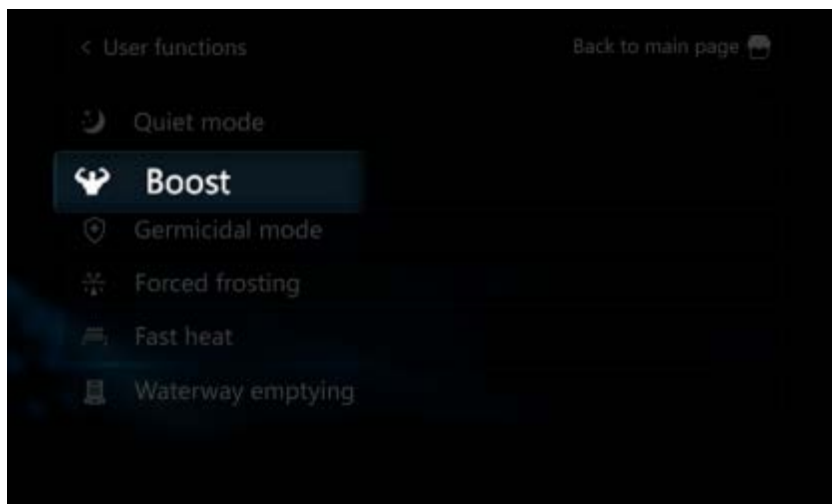 < User functions
Back to main page
Quiet mode
Boost
Germicidal mode
Forced frosting
Fast heat
Waterway emptying